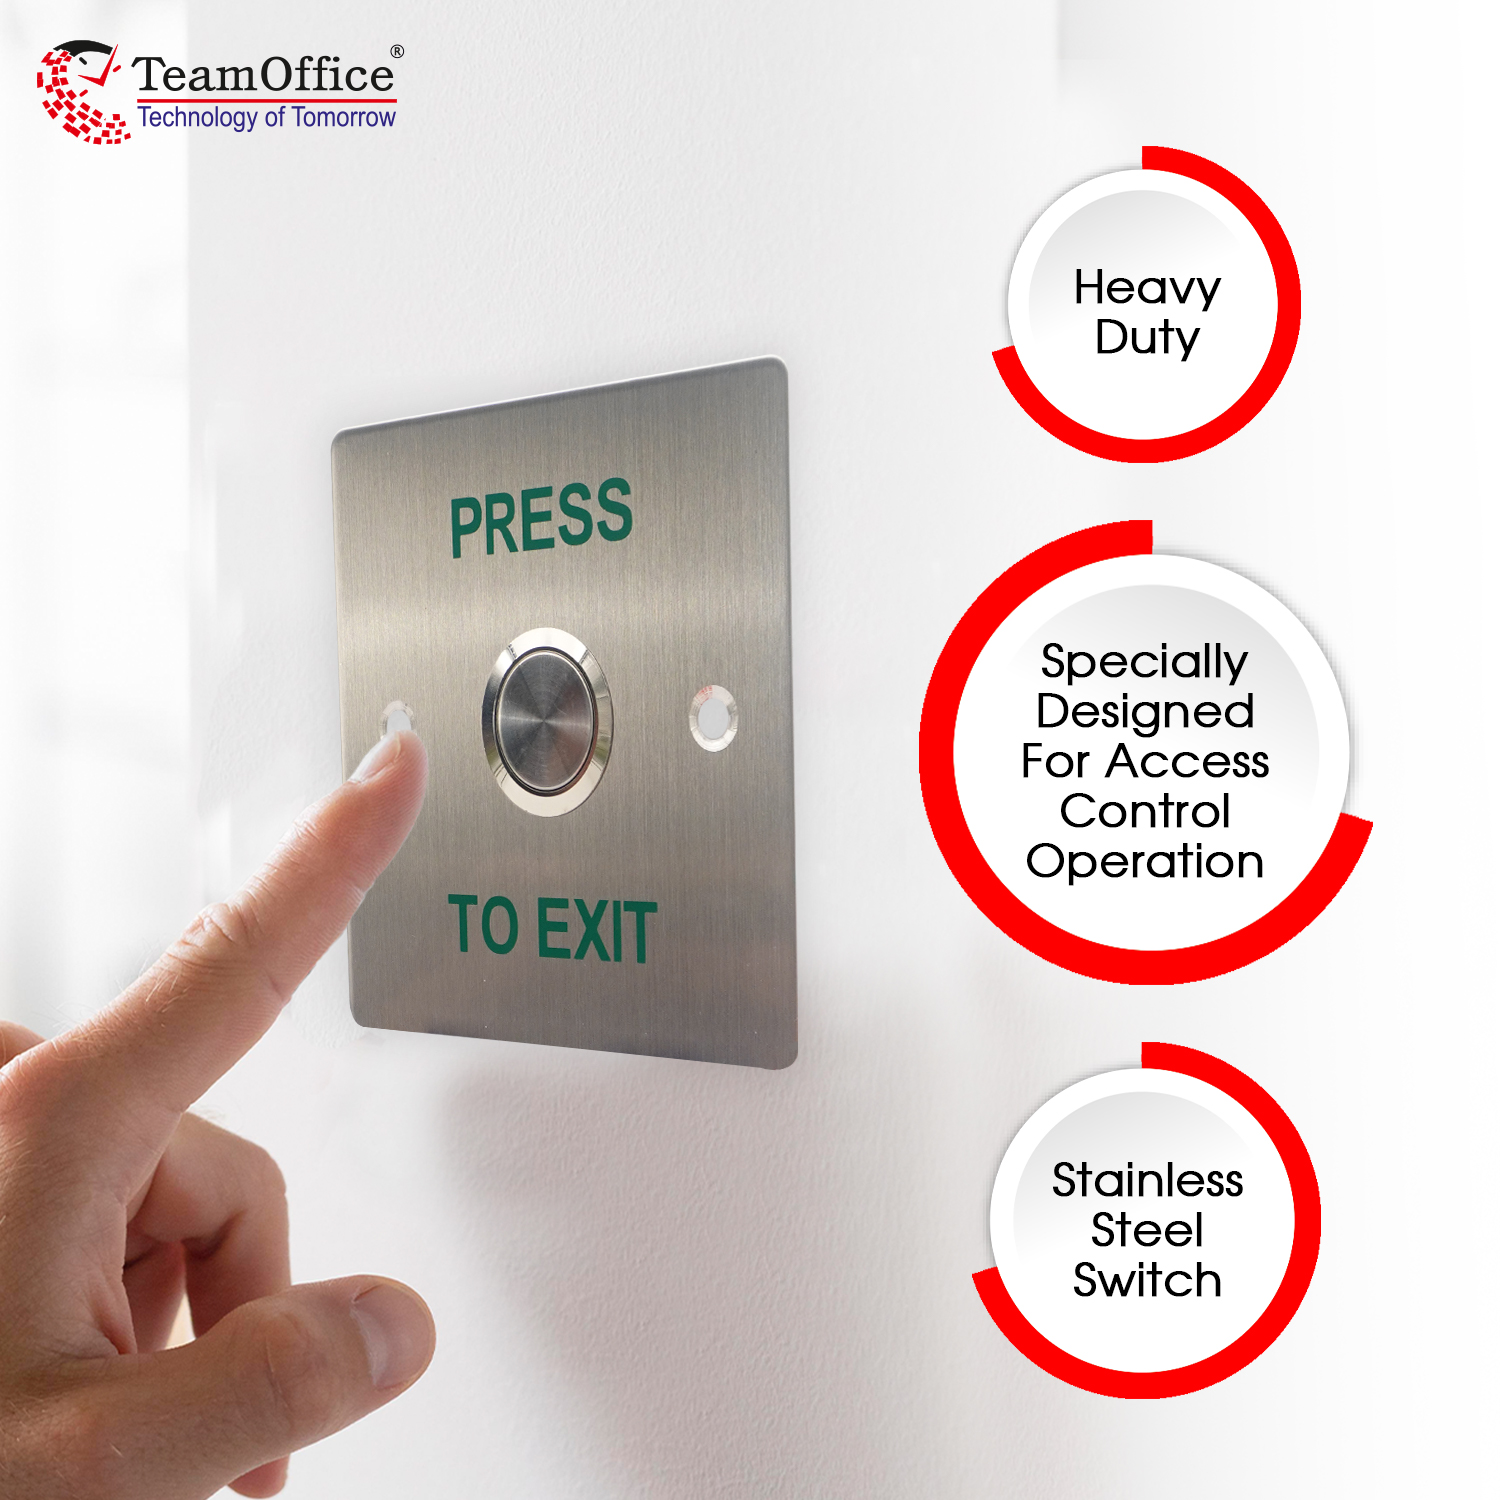 TeamOffice®
Technology of Tomorrow
PRESS
TO EXIT
Heavy
Duty
Specially
Designed
For Access
Control
Operation
Stainless
Steel
Switch